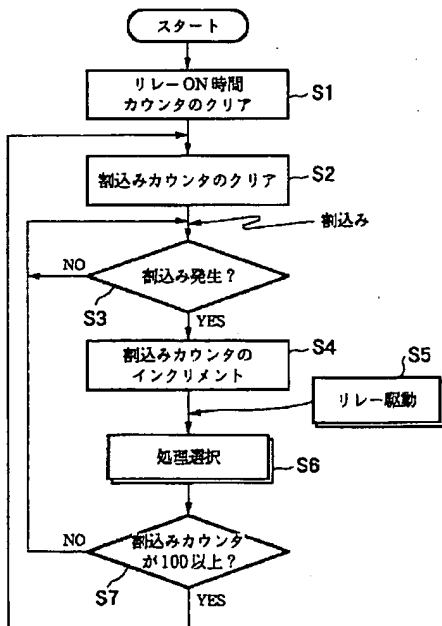 スタート
リレーON時間
カウンタのクリア
S1
割込みカウンタのクリア
S2
割込み
割込み発生?
NO
S3
YES
割込みカウンタの
インクリメント
S4
S5
リレー駆動
処理選択
S6
割込みカウンタ
が100以上?
NO
S7
YES